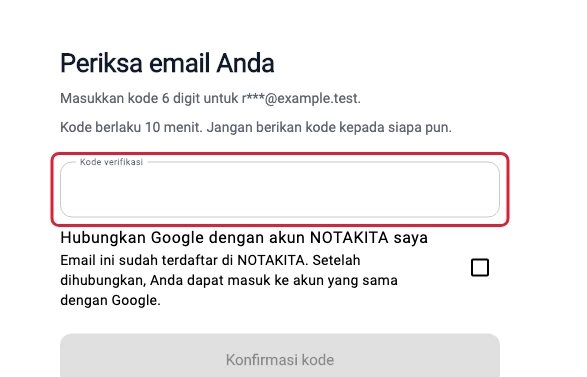 Periksa email Anda
Masukkan kode 6 digit untuk r***@example.test.
Kode berlaku 10 menit. Jangan berikan kode kepada siapa pun.
Kode verifikasi
Hubungkan Google dengan akun NOTAKITA saya
Email ini sudah terdaftar di NOTAKITA. Setelah
dihubungkan, Anda dapat masuk ke akun yang sama
dengan Google.
Konfirmasi kode